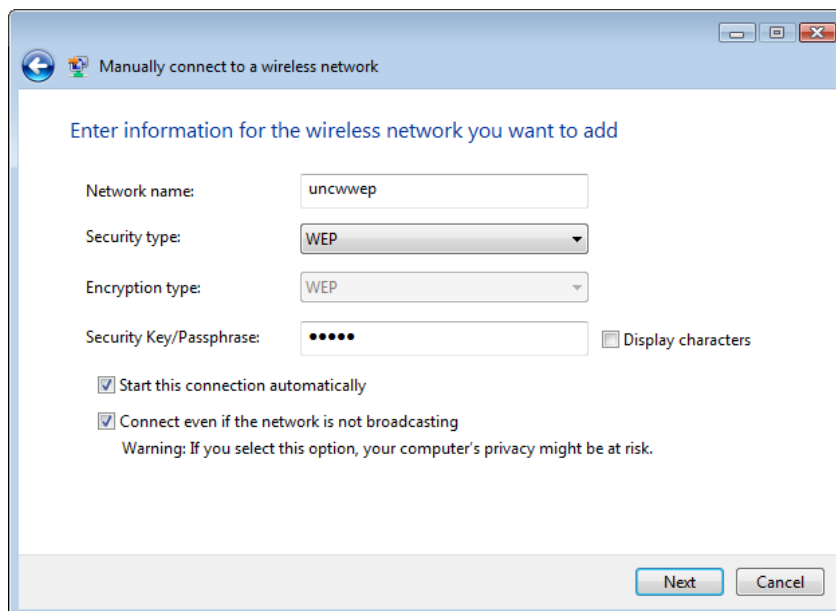 Manually connect to a wireless network
Enter information for the wireless network you want to add
Network name: uncwwep
Security type: WEP
Encryption type: WEP
Security Key/Passphrase: ••••• Display characters
Start this connection automatically
Connect even if the network is not broadcasting
Warning: If you select this option, your computer's privacy might be at risk.
Next Cancel